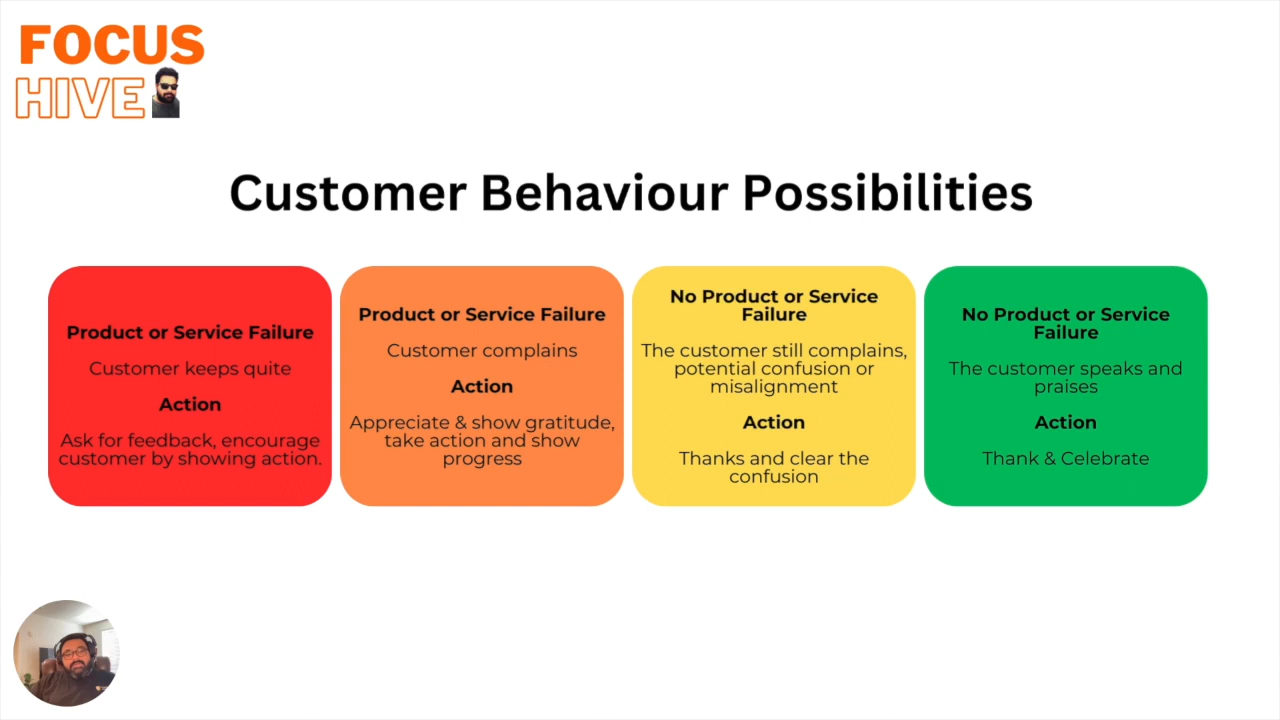 FOCUS
HIVE
Customer Behaviour Possibilities
Product or Service Failure
Customer keeps quite
Action
Ask for feedback, encourage
customer by showing action.
Product or Service Failure
Customer complains
Action
Appreciate & show gratitude,
take action and show
progress
No Product or Service
Failure
The customer still complains,
potential confusion or
misalignment
Action
Thanks and clear the
confusion
No Product or Service
Failure
The customer speaks and
praises
Action
Thank & Celebrate